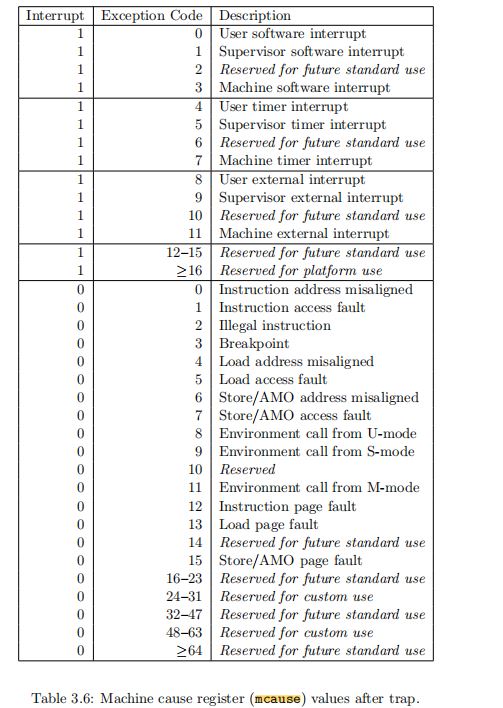 Interrupt Exception Code Description
1 0 User software interrupt
1 1 Supervisor software interrupt
1 2 Reserved for future standard use
1 3 Machine software interrupt
1 4 User timer interrupt
1 5 Supervisor timer interrupt
1 6 Reserved for future standard use
1 7 Machine timer interrupt
1 8 User external interrupt
1 9 Supervisor external interrupt
1 10 Reserved for future standard use
1 11 Machine external interrupt
1 12–15 Reserved for future standard use
1 ≥16 Reserved for platform use
0 0 Instruction address misaligned
0 1 Instruction access fault
0 2 Illegal instruction
0 3 Breakpoint
0 4 Load address misaligned
0 5 Load access fault
0 6 Store/AMO address misaligned
0 7 Store/AMO access fault
0 8 Environment call from U-mode
0 9 Environment call from S-mode
0 10 Reserved
0 11 Environment call from M-mode
0 12 Instruction page fault
0 13 Load page fault
0 14 Reserved for future standard use
0 15 Store/AMO page fault
0 16–23 Reserved for future standard use
0 24–31 Reserved for custom use
0 32–47 Reserved for future standard use
0 48–63 Reserved for custom use
0 ≥64 Reserved for future standard use
Table 3.6: Machine cause register (mcause) values after trap.